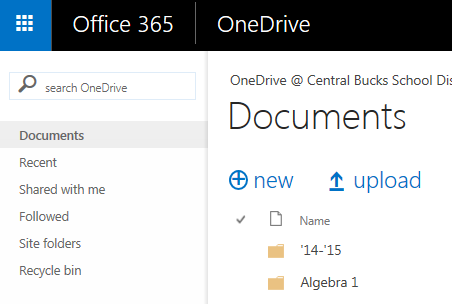 Office 365 OneDrive
search OneDrive
Documents
Recent
Shared with me
Followed
Site folders
Recycle bin
OneDrive @ Central Bucks School Dis
Documents
new upload
Name
'14-'15
Algebra 1